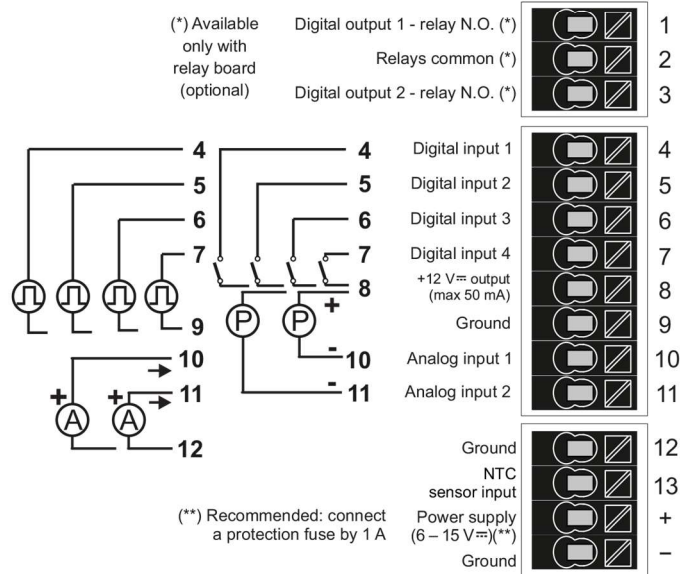 (*) Available
only with
relay board
(optional)
Digital output 1 - relay N.O. (*)
1
Relays common (*)
2
Digital output 2 - relay N.O. (*)
3
4
4
Digital input 1
4
5
5
Digital input 2
5
6
6
Digital input 3
6
7
7
Digital input 4
7
8
+12 V⎓ output
(max 50 mA)
8
P
P
+
9
Ground
9
10
-
10
Analog input 1
10
+
+
11
-
11
Analog input 2
11
A
A
12
Ground
12
NTC
sensor input
13
(**) Recommended: connect
a protection fuse by 1 A
Power supply
(6 – 15 V⎓)(**)
+
Ground
–